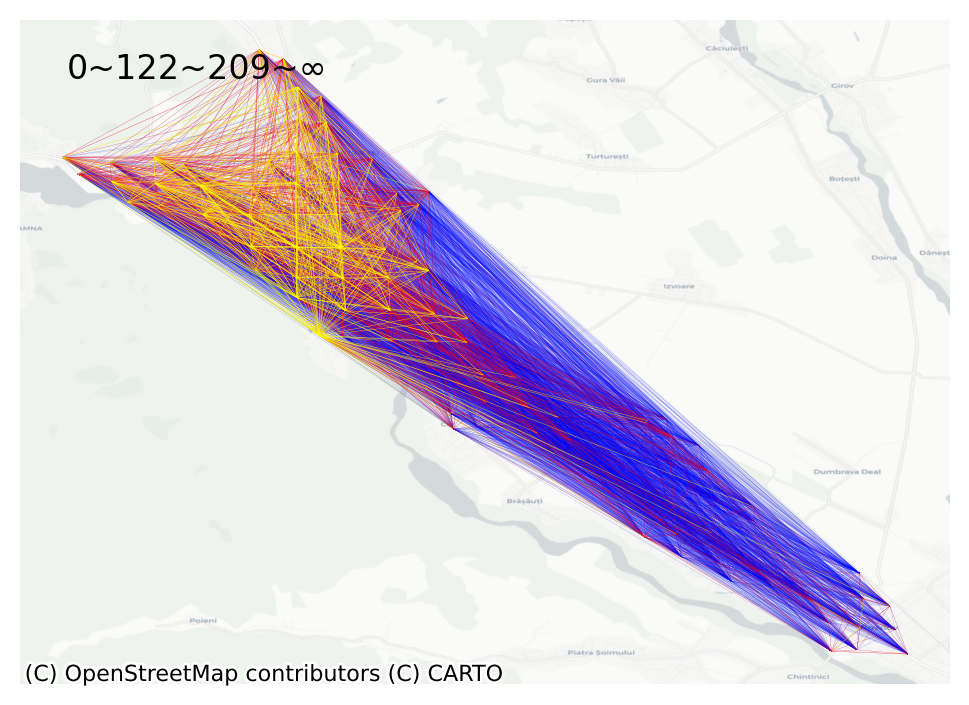 0~122~209~∞
Căciulești
Gura Văii
Girov
Turturești
Botești
AMNA
Doina
Dănești
Izvoare
Dumbrava Deal
Brășăuți
Poieni
Piatra Șoimului
Chintinici
(C) OpenStreetMap contributors (C) CARTO